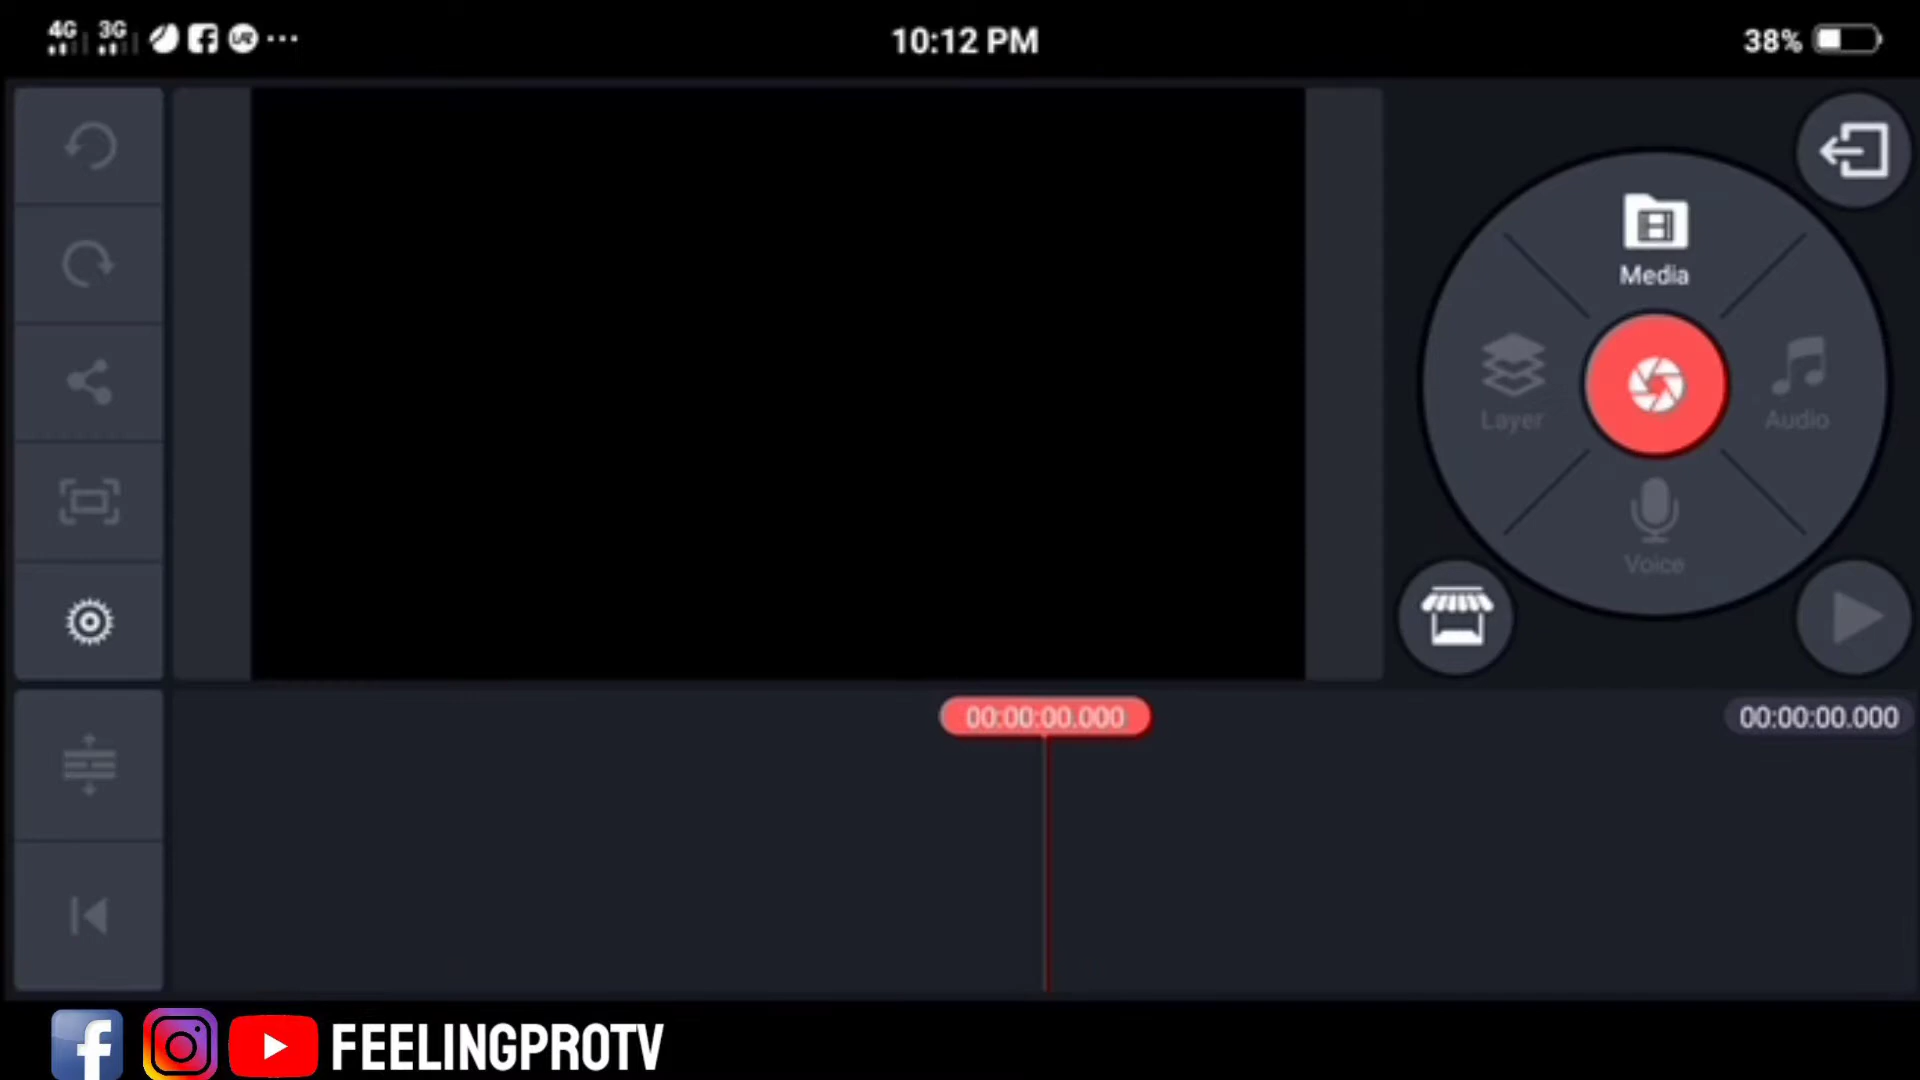 4G 3G 10:12 PM 38%
Media
Layer
Audio
Voice
00:00:00.000 00:00:00.000
FEELINGPROTV